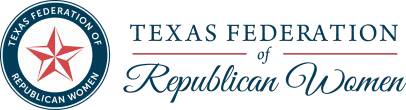 TEXAS FEDERATION OF
REPUBLICAN WOMEN
TEXAS FEDERATION
of
Republican Women